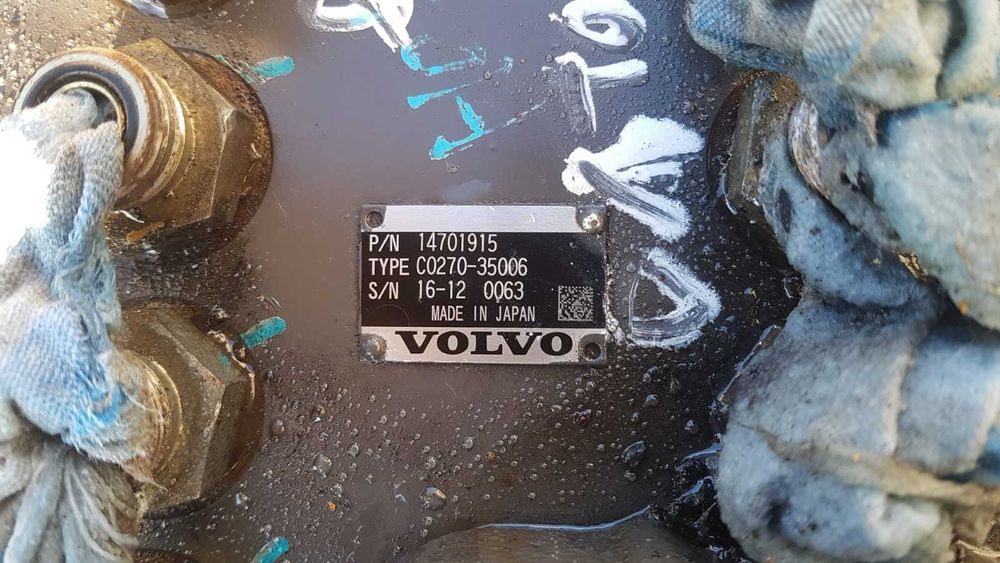 P/N 14701915
TYPE C0270-35006
S/N 16-12 0063
MADE IN JAPAN
VOLVO